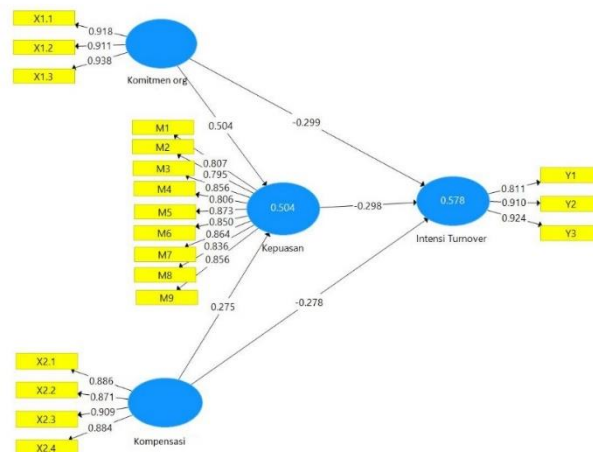 X1.1
0.918
X1.2
0.911
X1.3
0.938
Komitmen org
0.504
-0.299
M1
M2
M3
M4
M5
M6
M7
M8
M9
0.807
0.795
0.856
0.806
0.873
0.850
0.864
0.836
0.856
0.504
Kepuasan
-0.298
0.578
Intensi Turnover
0.811
Y1
0.910
Y2
0.924
Y3
0.275
-0.278
X2.1
0.886
X2.2
0.871
X2.3
0.909
X2.4
0.884
Kompensasi